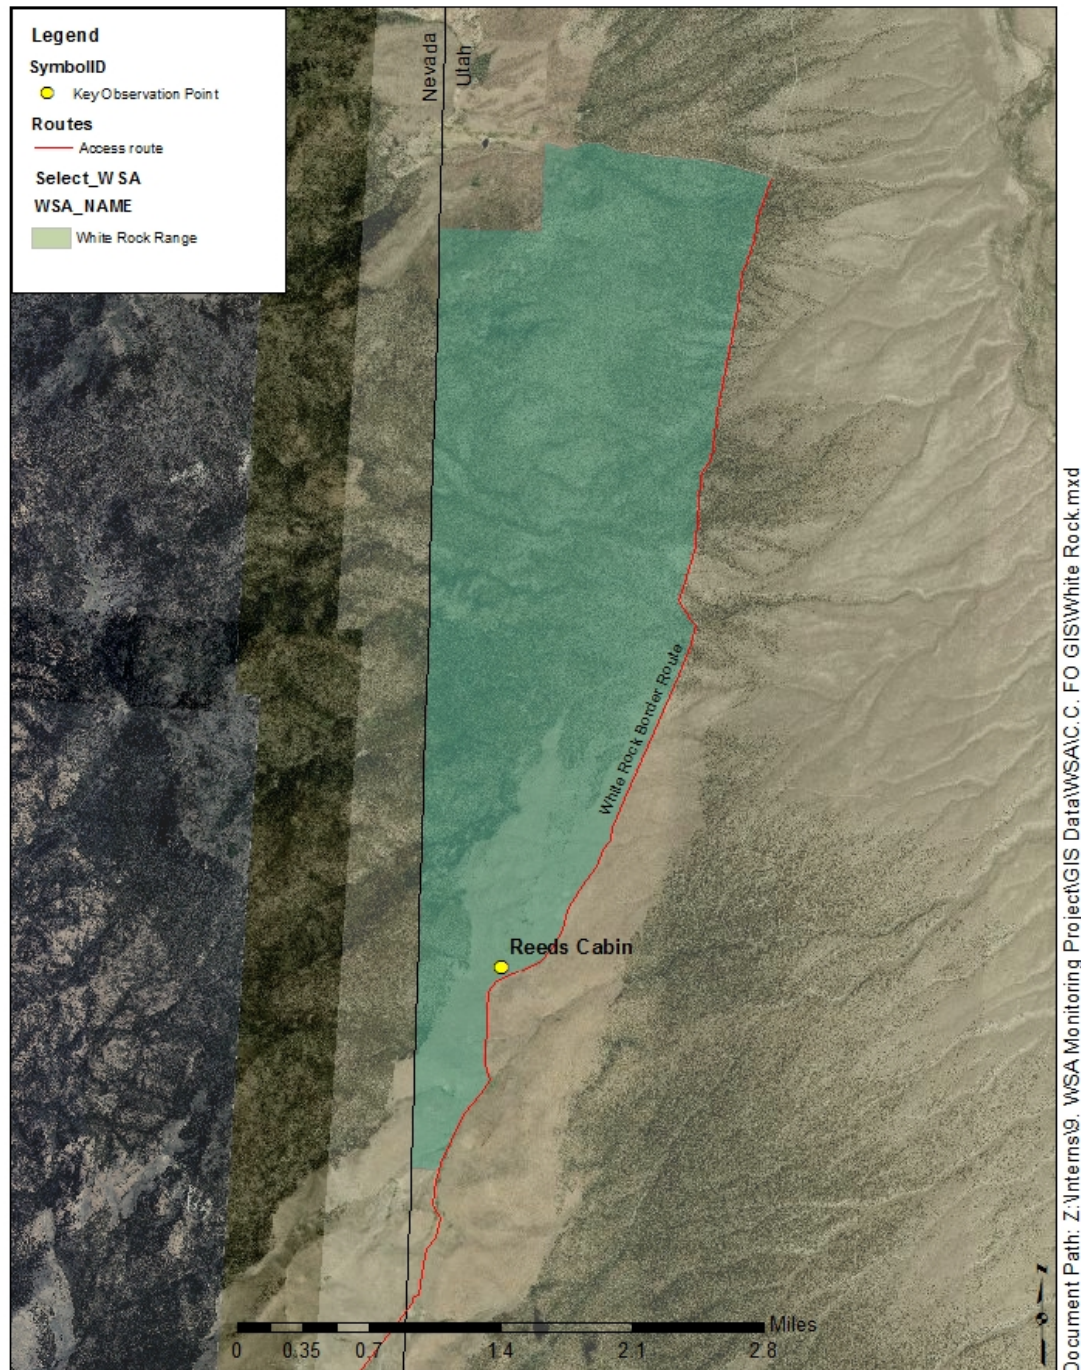 Legend
SymbolID
Key Observation Point
Routes
Access route
Select_WSA
WSA_NAME
White Rock Range
Nevada
Utah
White Rock Border Route
Reeds Cabin
Miles
0 0.35 0.7 1.4 2.1 2.8
Z
Document Path: Z:\Interns\9. WSA Monitoring Project\GIS Data\WSA\C.C. FO GIS\White Rock.mxd